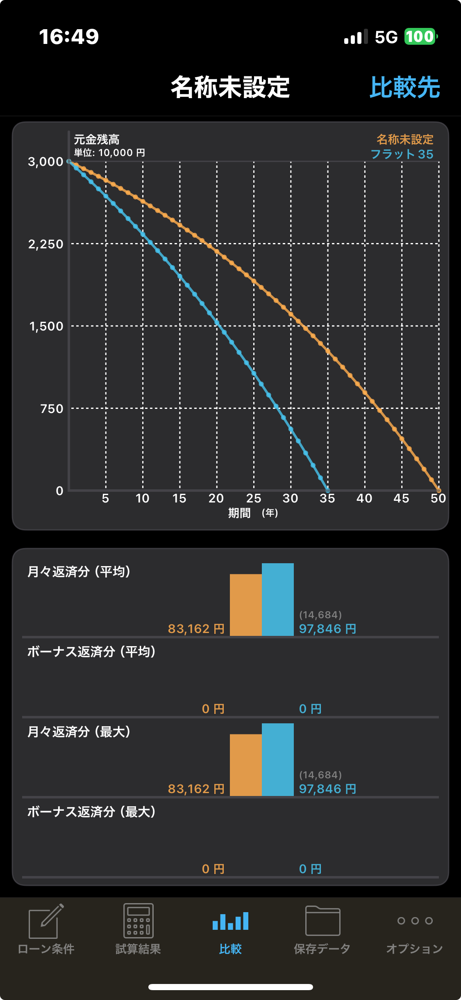 16:49 5G 100
名称未設定 比較先
元金残高 名称未設定
単位: 10,000 円 フラット35
3,000
2,250
1,500
750
0
5 10 15 20 25 30 35 40 45 50
期間 (年)
月々返済分 (平均)
(14,684)
83,162 円 97,846 円
ボーナス返済分 (平均)
0 円 0 円
月々返済分 (最大)
(14,684)
83,162 円 97,846 円
ボーナス返済分 (最大)
0 円 0 円
ローン条件 試算結果 比較 保存データ オプション